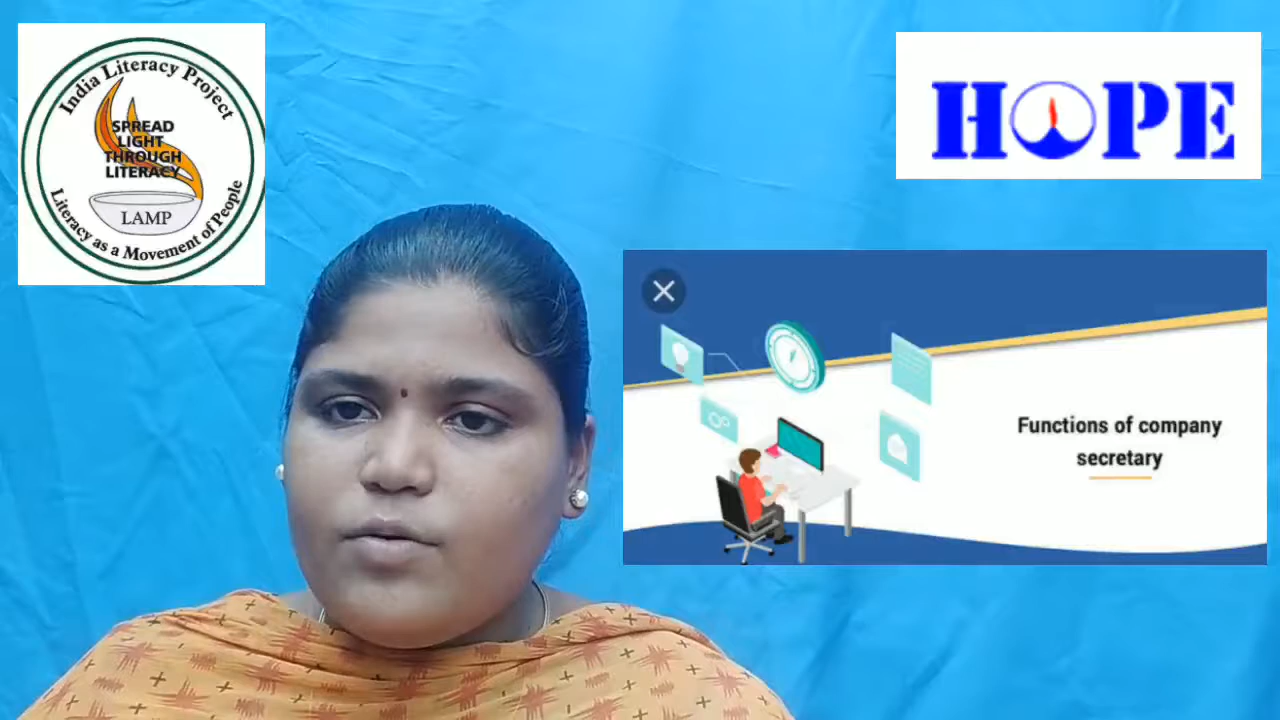 India Literacy Project
SPREAD
LIGHT
THROUGH
LITERACY
LAMP
Literacy as a Movement of People
HOPE
Functions of company
secretary